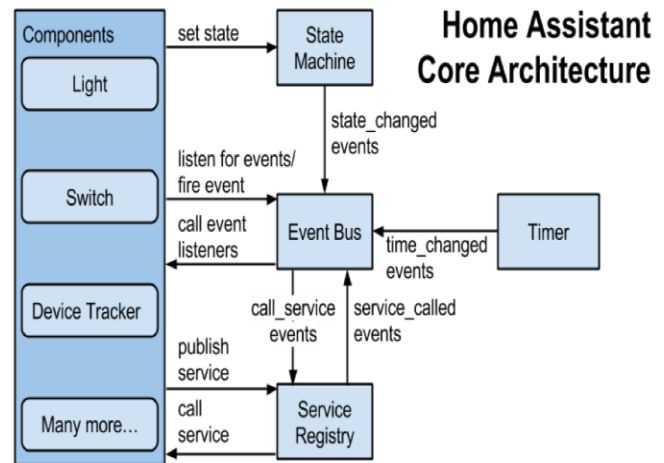 Home Assistant
Core Architecture
Components
Light
Switch
Device Tracker
Many more...
set state
State
Machine
state_changed
events
listen for events/
fire event
call event
listeners
Event Bus
time_changed
events
Timer
call_service
events
service_called
events
publish
service
call
service
Service
Registry